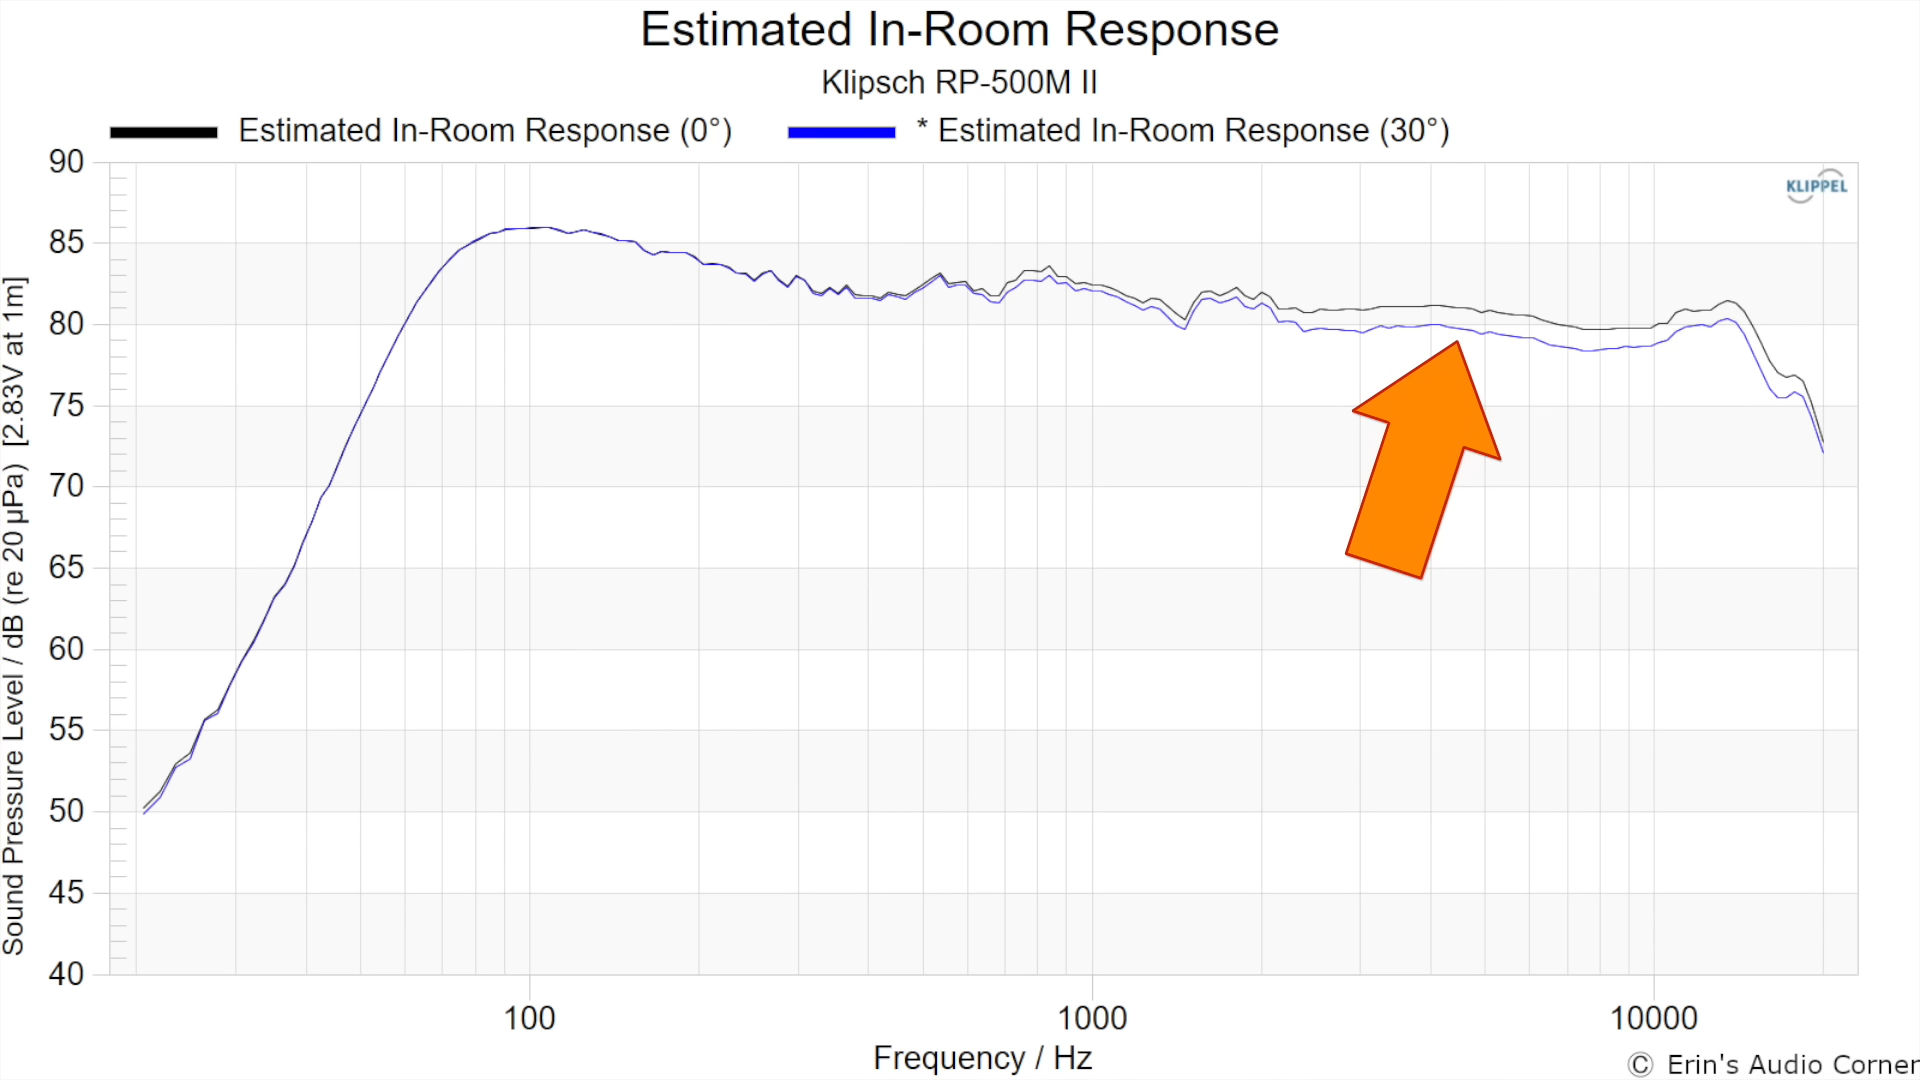 Estimated In-Room Response
Klipsch RP-500M II
Estimated In-Room Response (0°) * Estimated In-Room Response (30°)
KLIPPEL
90
85
80
75
70
65
60
55
50
45
40
Sound Pressure Level / dB (re 20 µPa) [2.83V at 1m]
100 1000 10000
Frequency / Hz
© Erin's Audio Corner